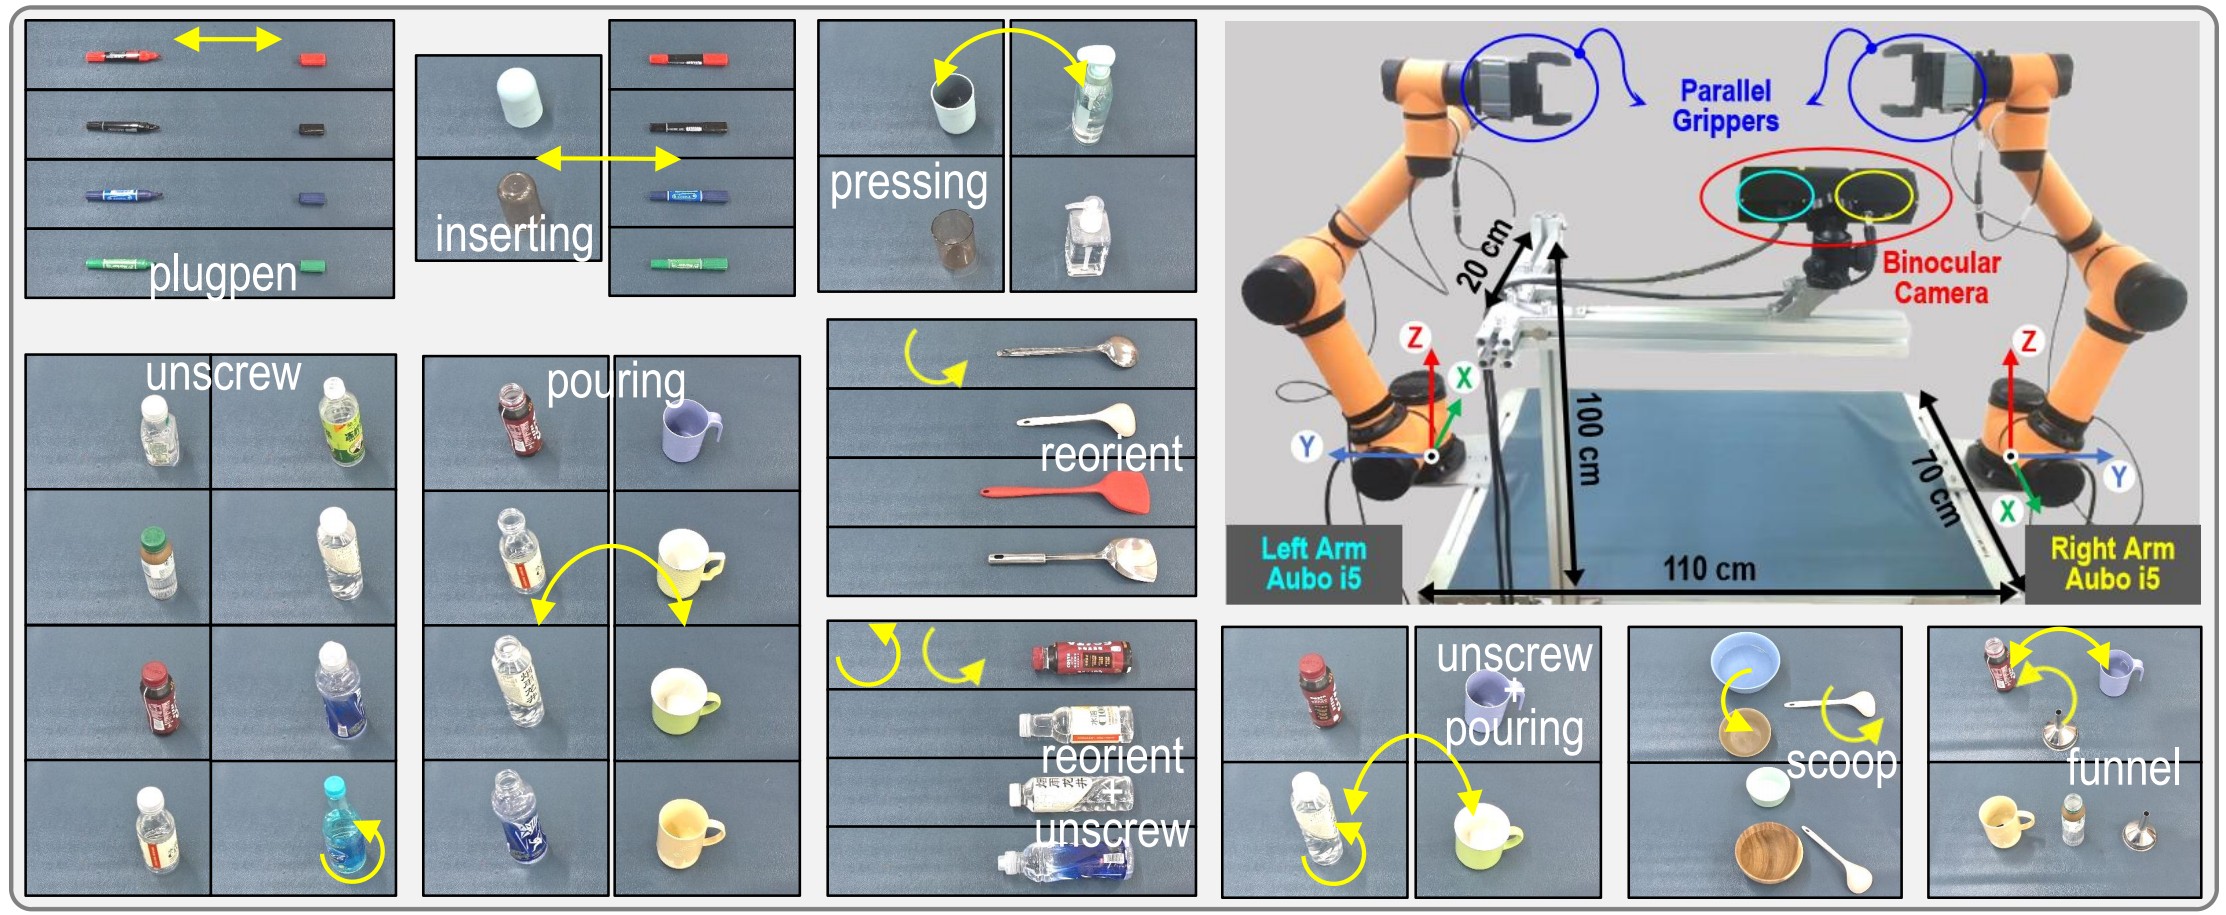 plugpen
inserting
pressing
unscrew
pouring
reorient
reorient
+
unscrew
Parallel
Grippers
Binocular
Camera
20 cm
100 cm
70 cm
110 cm
Z
X
Y
Z
X
Y
Left Arm
Aubo i5
Right Arm
Aubo i5
unscrew
+
pouring
scoop
funnel